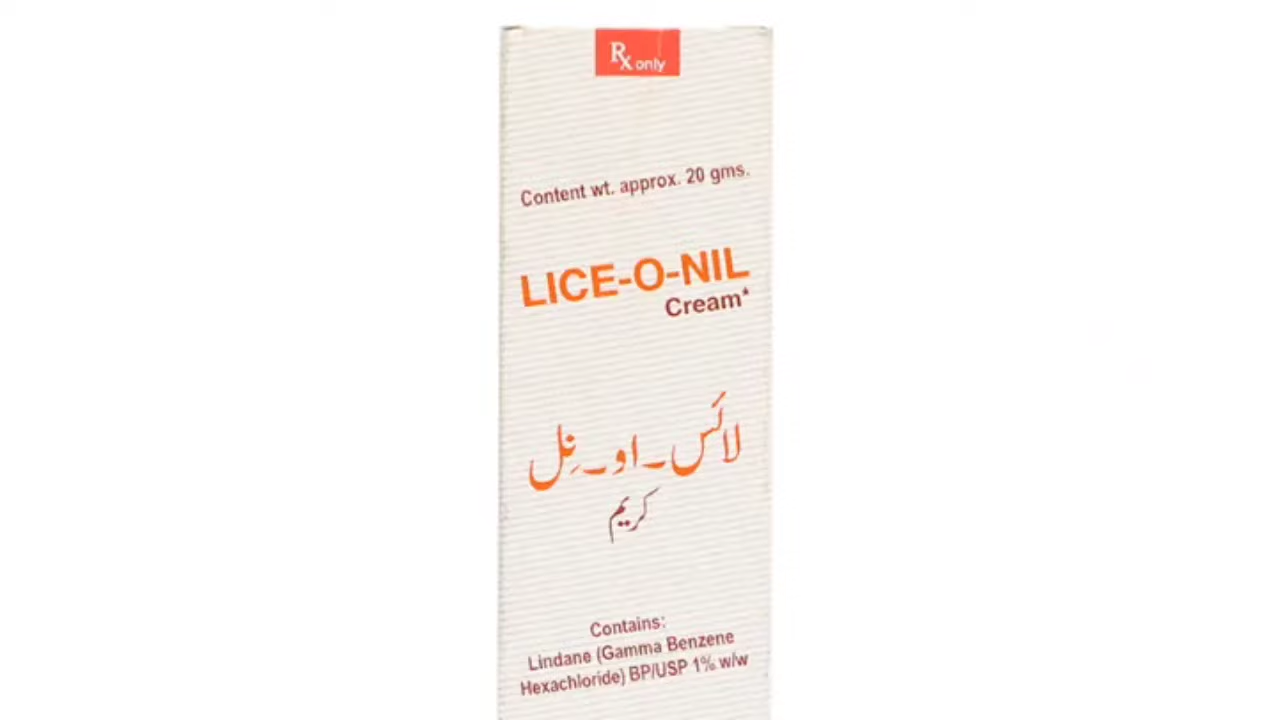 Rx only
Content wt. approx. 20 gms.
LICE-O-NIL
Cream*
لائس۔او۔نِل
کریم
Contains:
Lindane (Gamma Benzene
Hexachloride) BP/USP 1% w/w